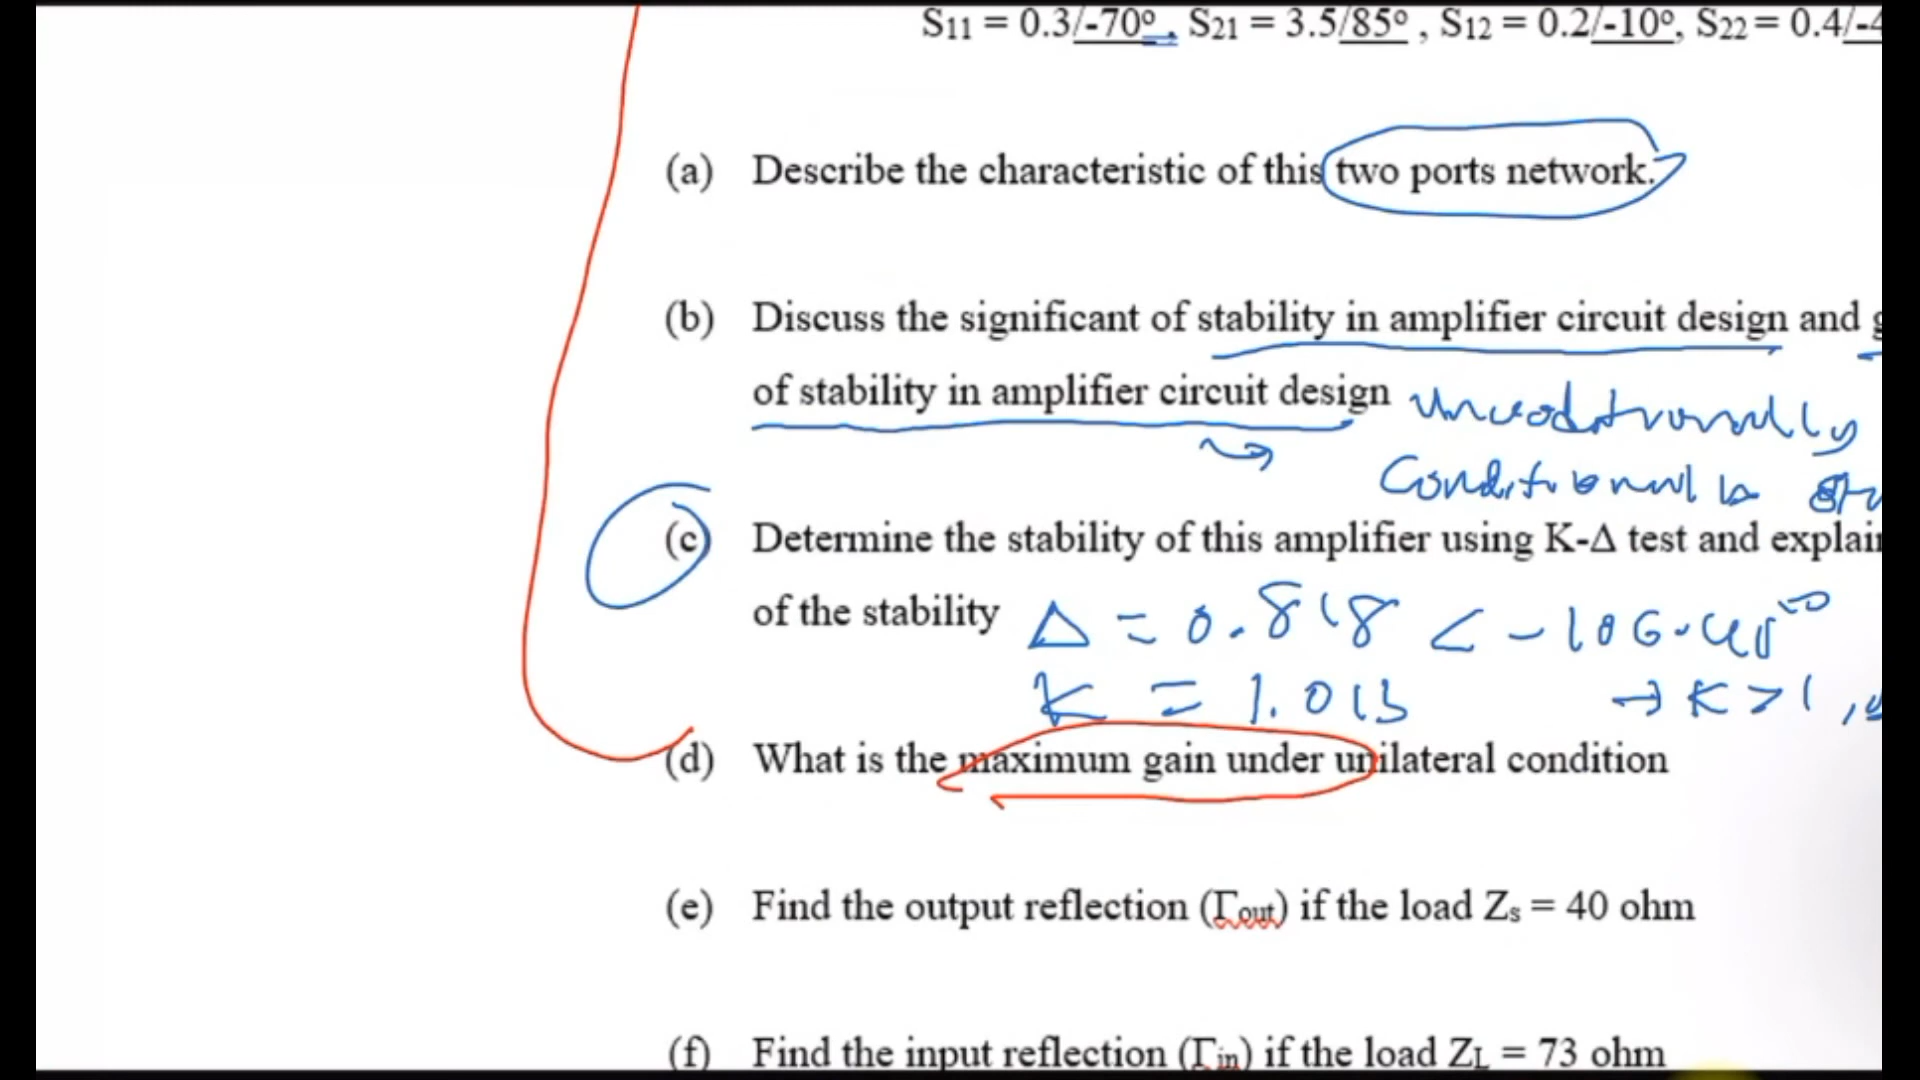 S11 = 0.3/-70º , S21 = 3.5/85º , S12 = 0.2/-10º, S22 = 0.4/-4
(a) Describe the characteristic of this two ports network.
(b) Discuss the significant of stability in amplifier circuit design and g
of stability in amplifier circuit design
Conditional
(c) Determine the stability of this amplifier using K-Δ test and explain
of the stability Δ = 0.818 < -106.
K = 1.013 → K > 1 ,
(d) What is the maximum gain under unilateral condition
(e) Find the output reflection (Γout) if the load Zs = 40 ohm
(f) Find the input reflection (Γin) if the load ZL = 73 ohm